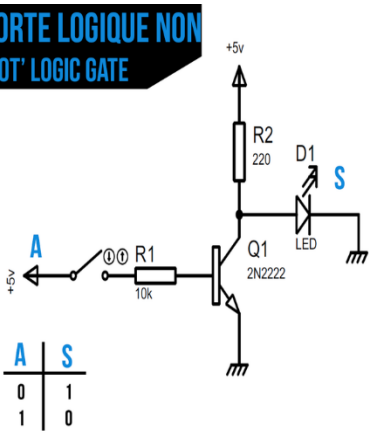 ORTE LOGIQUE NON
OT' LOGIC GATE
+5v
R2
220
D1
S
LED
Q1
2N2222
A
R1
10k
+5v
A S
0 1
1 0